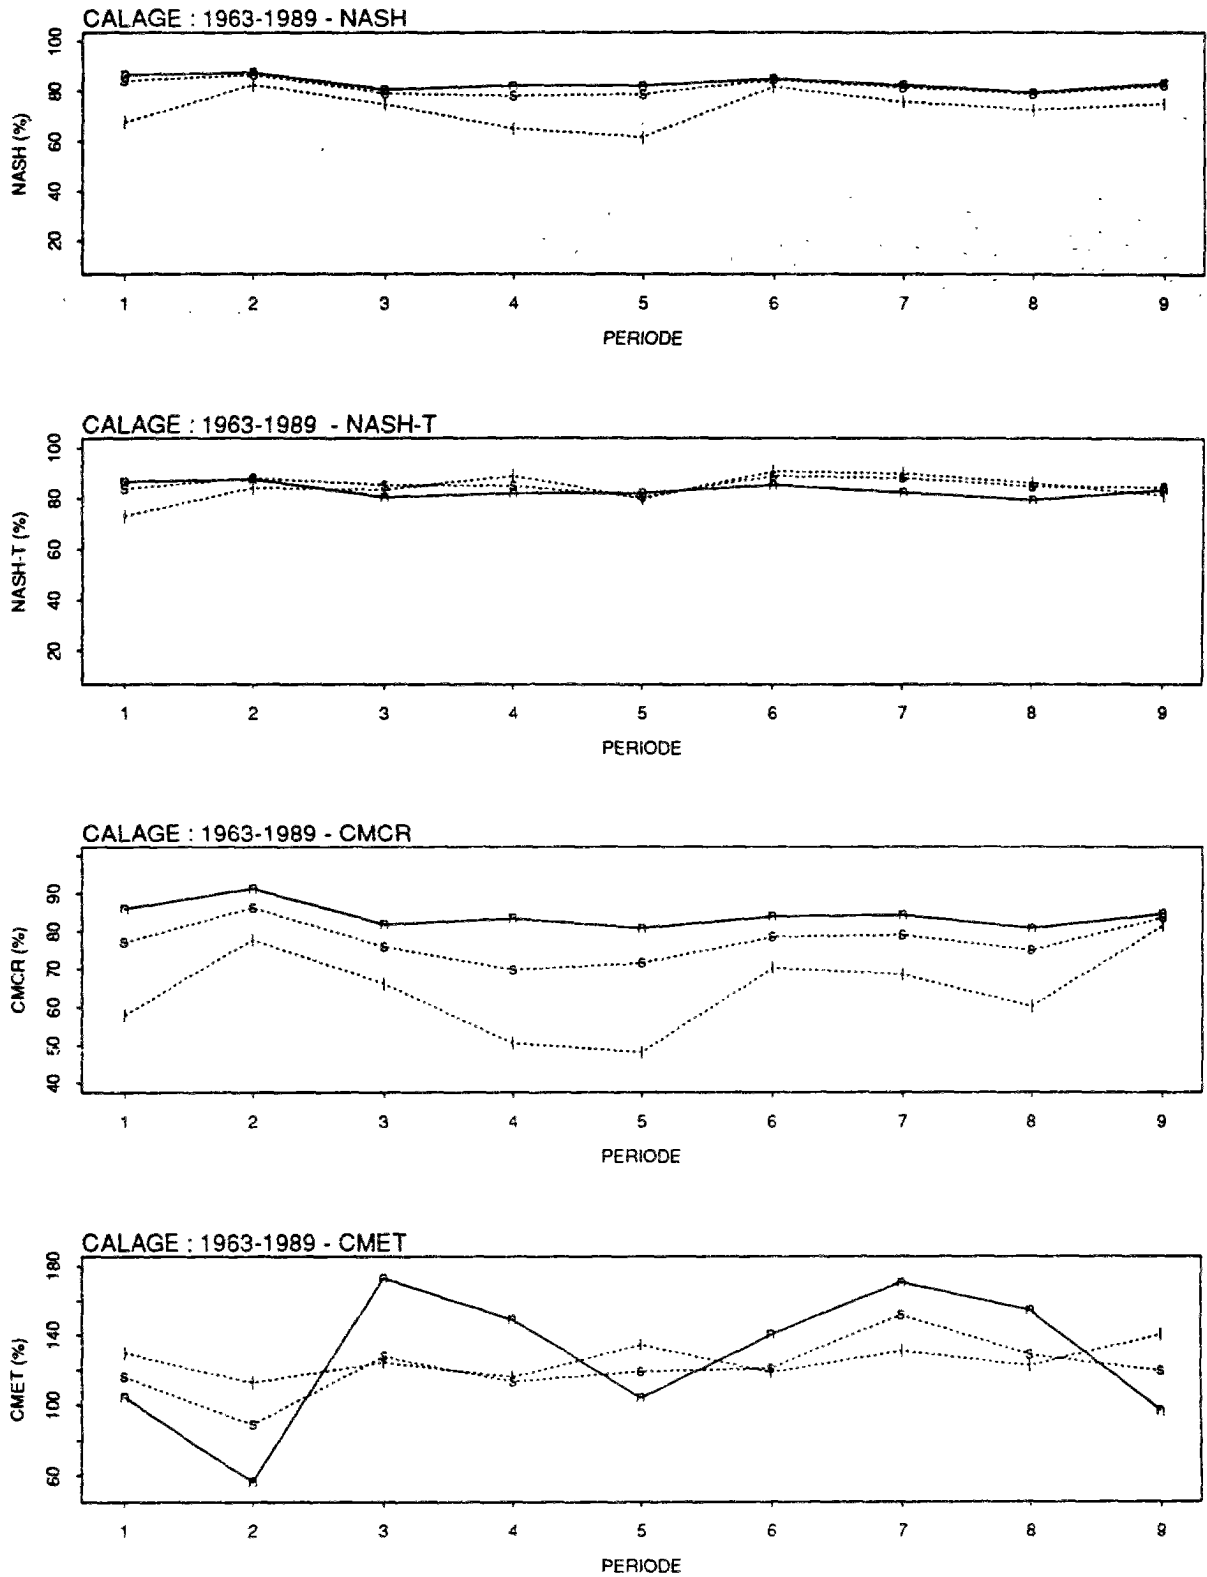 CALAGE : 1963-1989 - NASH
NASH (%)
100
80
60
40
20
1 2 3 4 5 6 7 8 9
PERIODE
CALAGE : 1963-1989 - NASH-T
NASH-T (%)
100
80
60
40
20
1 2 3 4 5 6 7 8 9
PERIODE
CALAGE : 1963-1989 - CMCR
CMCR (%)
90
80
70
60
50
40
1 2 3 4 5 6 7 8 9
PERIODE
CALAGE : 1963-1989 - CMET
CMET (%)
180
140
100
60
1 2 3 4 5 6 7 8 9
PERIODE